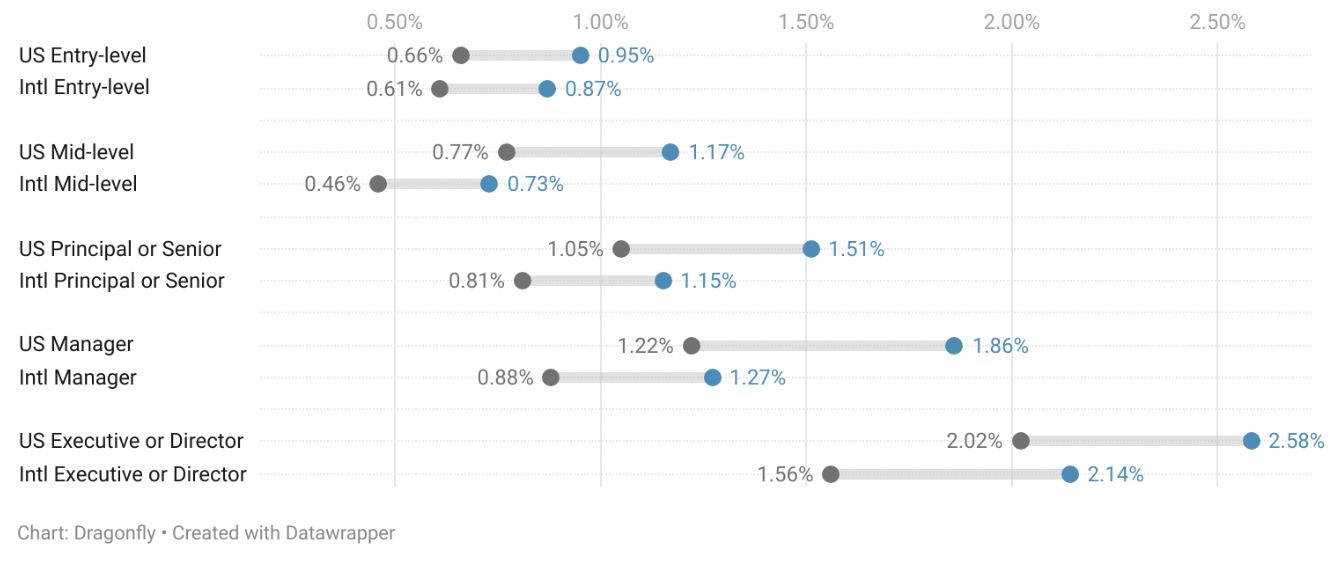 0.50% 1.00% 1.50% 2.00% 2.50%
US Entry-level 0.66% 0.95%
Intl Entry-level 0.61% 0.87%
US Mid-level 0.77% 1.17%
Intl Mid-level 0.46% 0.73%
US Principal or Senior 1.05% 1.51%
Intl Principal or Senior 0.81% 1.15%
US Manager 1.22% 1.86%
Intl Manager 0.88% 1.27%
US Executive or Director 2.02% 2.58%
Intl Executive or Director 1.56% 2.14%
Chart: Dragonfly • Created with Datawrapper